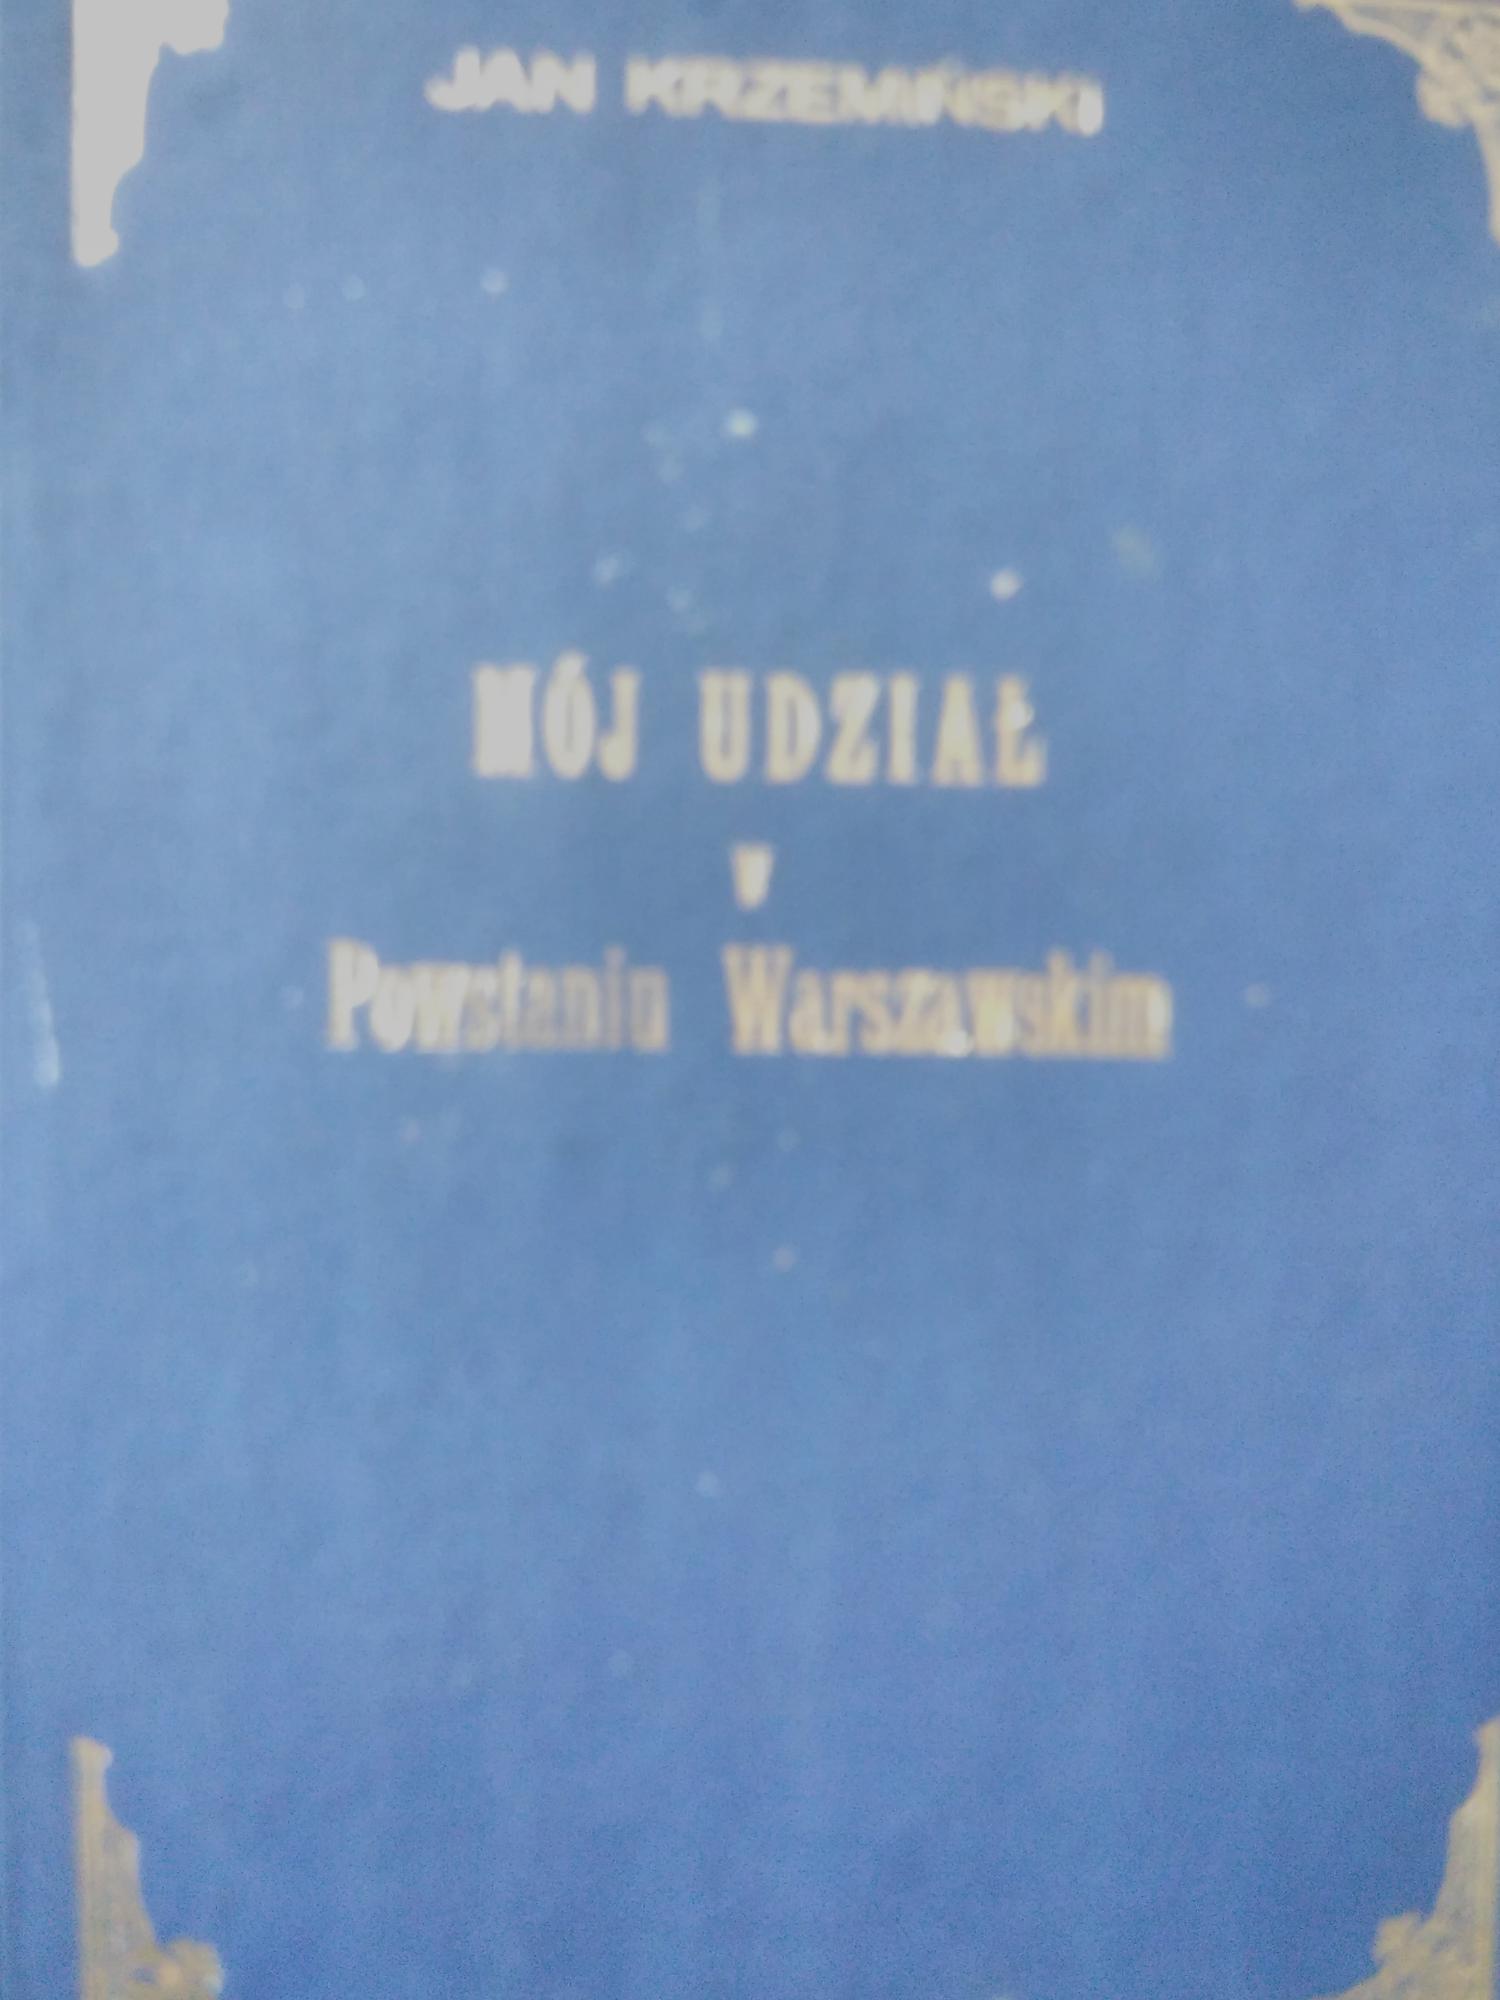 JAN KRZEMIŃSKI
MÓJ UDZIAŁ
w
Powstaniu Warszawskim